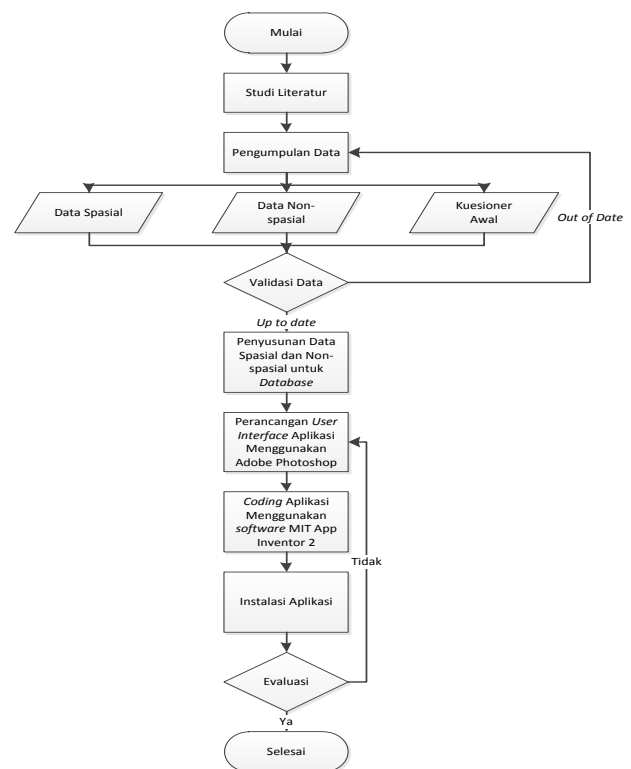 Mulai
Studi Literatur
Pengumpulan Data
Data Spasial
Data Non-
spasial
Kuesioner
Awal
Out of Date
Validasi Data
Up to date
Penyusunan Data
Spasial dan Non-
spasial untuk
Database
Perancangan User
Interface Aplikasi
Menggunakan
Adobe Photoshop
Coding Aplikasi
Menggunakan
software MIT App
Inventor 2
Tidak
Instalasi Aplikasi
Evaluasi
Ya
Selesai